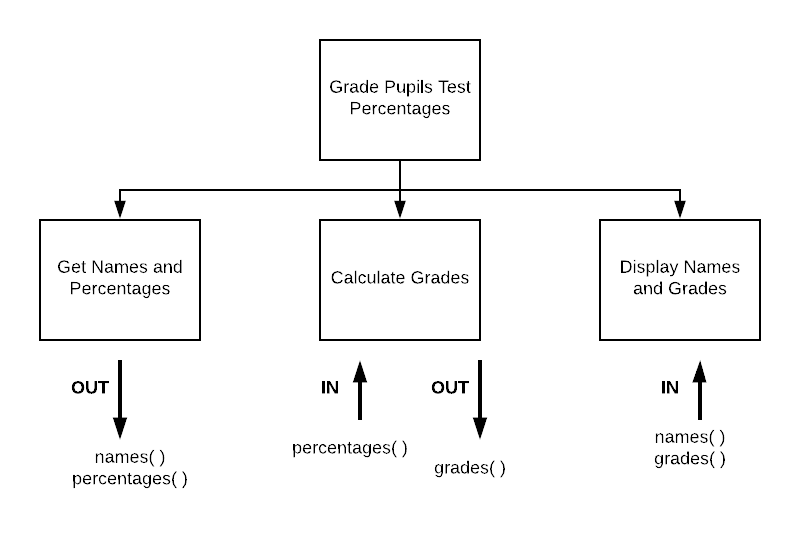 Grade Pupils Test
Percentages
Get Names and
Percentages
Calculate Grades
Display Names
and Grades
OUT
names( )
percentages( )
IN
percentages( )
OUT
grades( )
IN
names( )
grades( )